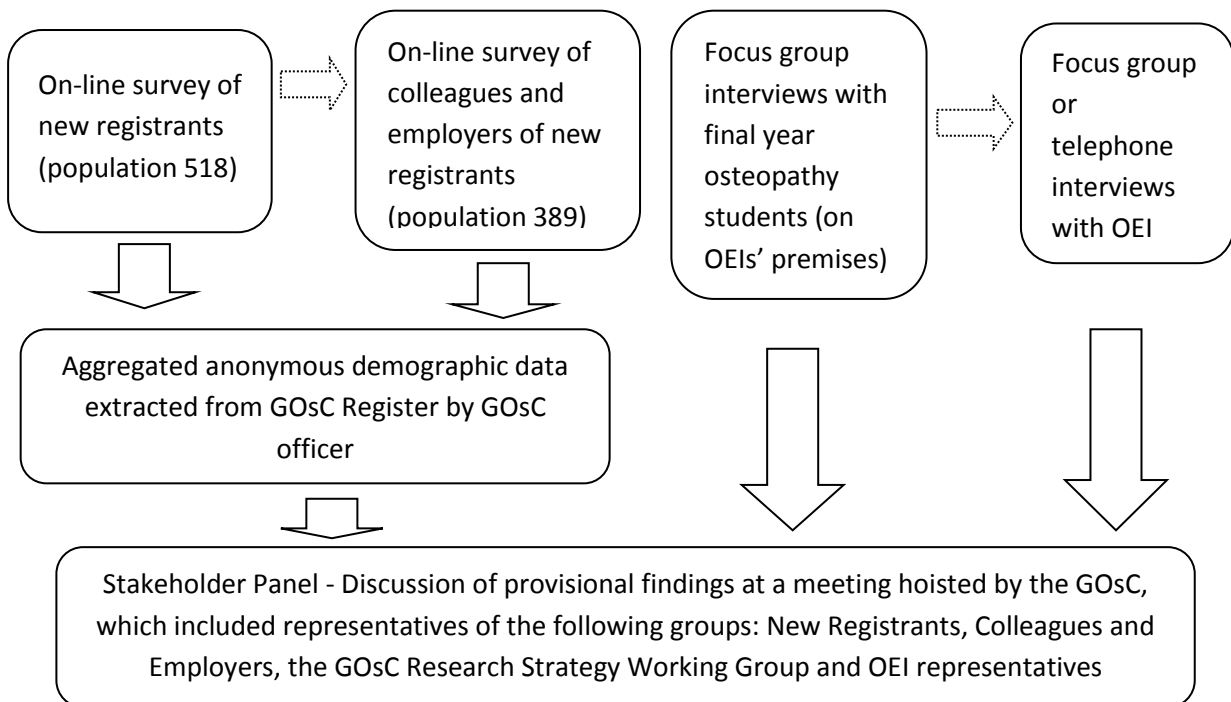 On-line survey of
new registrants
(population 518)
On-line survey of
colleagues and
employers of new
registrants
(population 389)
Focus group
interviews with
final year
osteopathy
students (on
OEIs’ premises)
Focus group
or
telephone
interviews
with OEI
Aggregated anonymous demographic data
extracted from GOsC Register by GOsC
officer
Stakeholder Panel - Discussion of provisional findings at a meeting hoisted by the GOsC,
which included representatives of the following groups: New Registrants, Colleagues and
Employers, the GOsC Research Strategy Working Group and OEI representatives